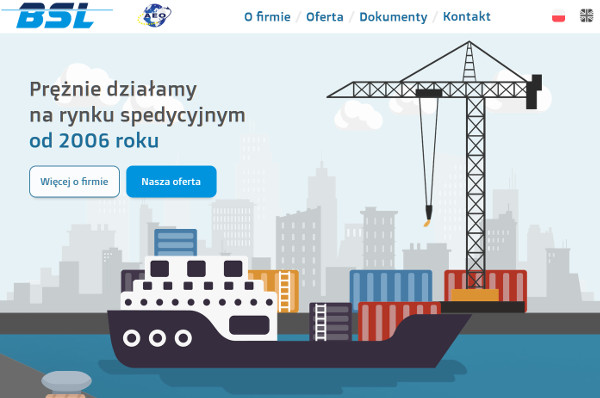 BSL
AEO
O firmie / Oferta / Dokumenty / Kontakt
Prężnie działamy
na rynku spedycyjnym
od 2006 roku
Więcej o firmie
Nasza oferta